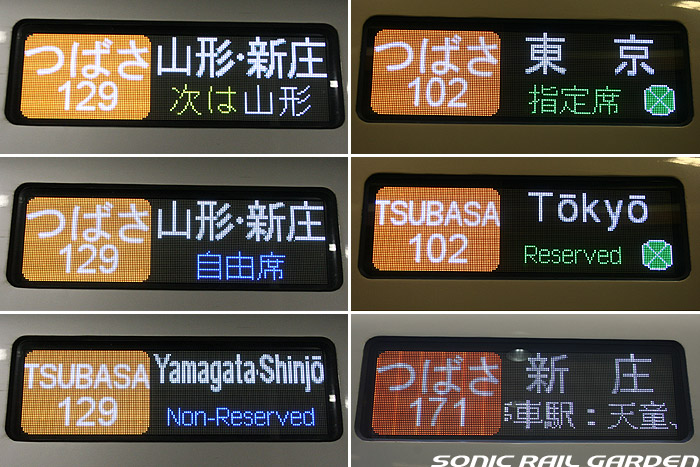 つばさ 山形・新庄
129 次は山形
つばさ 東京
102 指定席
つばさ 山形・新庄
129 自由席
TSUBASA Tōkyō
102 Reserved
TSUBASA Yamagata·Shinjō
129 Non-Reserved
つばさ 新庄
171 車駅：天童、
SONIC RAIL GARDEN